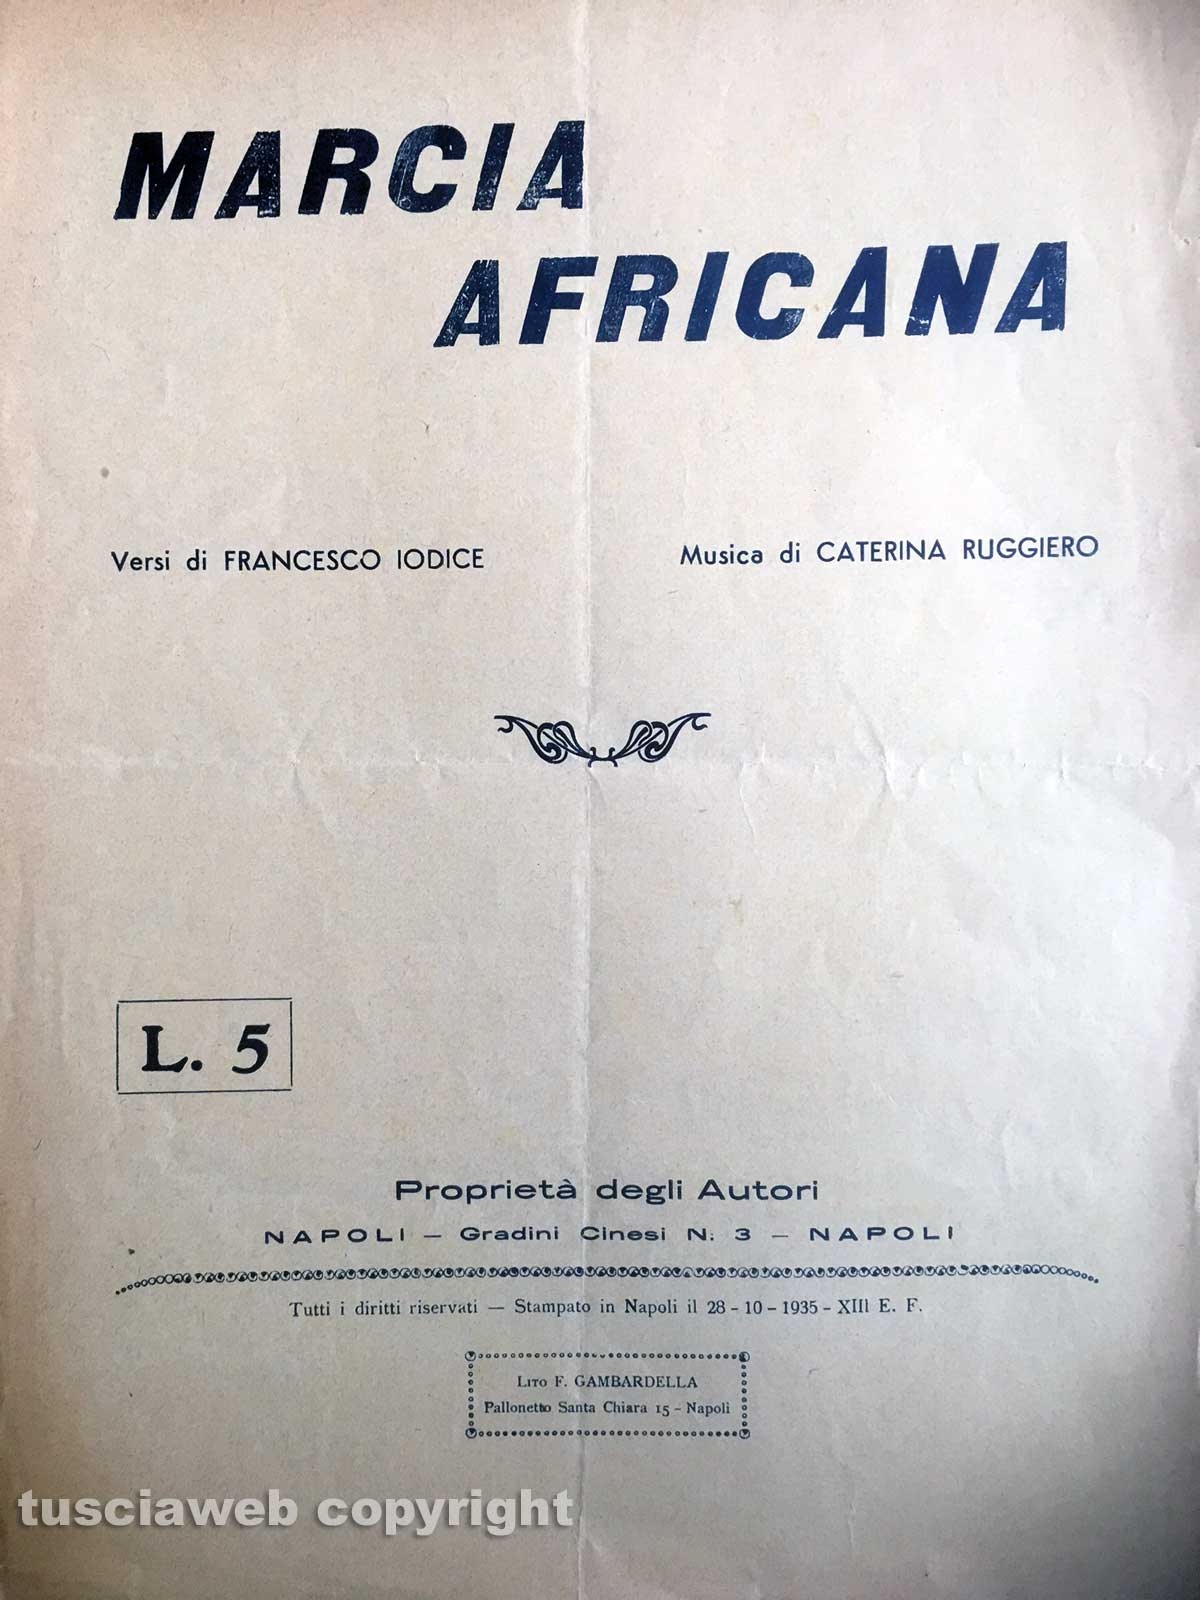 MARCIA
AFRICANA
Versi di FRANCESCO IODICE
Musica di CATERINA RUGGIERO
L. 5
Proprietà degli Autori
NAPOLI – Gradini Cinesi N. 3 – NAPOLI
Tutti i diritti riservati — Stampato in Napoli il 28 - 10 - 1935 - XIII E. F.
LITO F. GAMBARDELLA
Pallonetto Santa Chiara 15 - Napoli
tusciaweb copyright